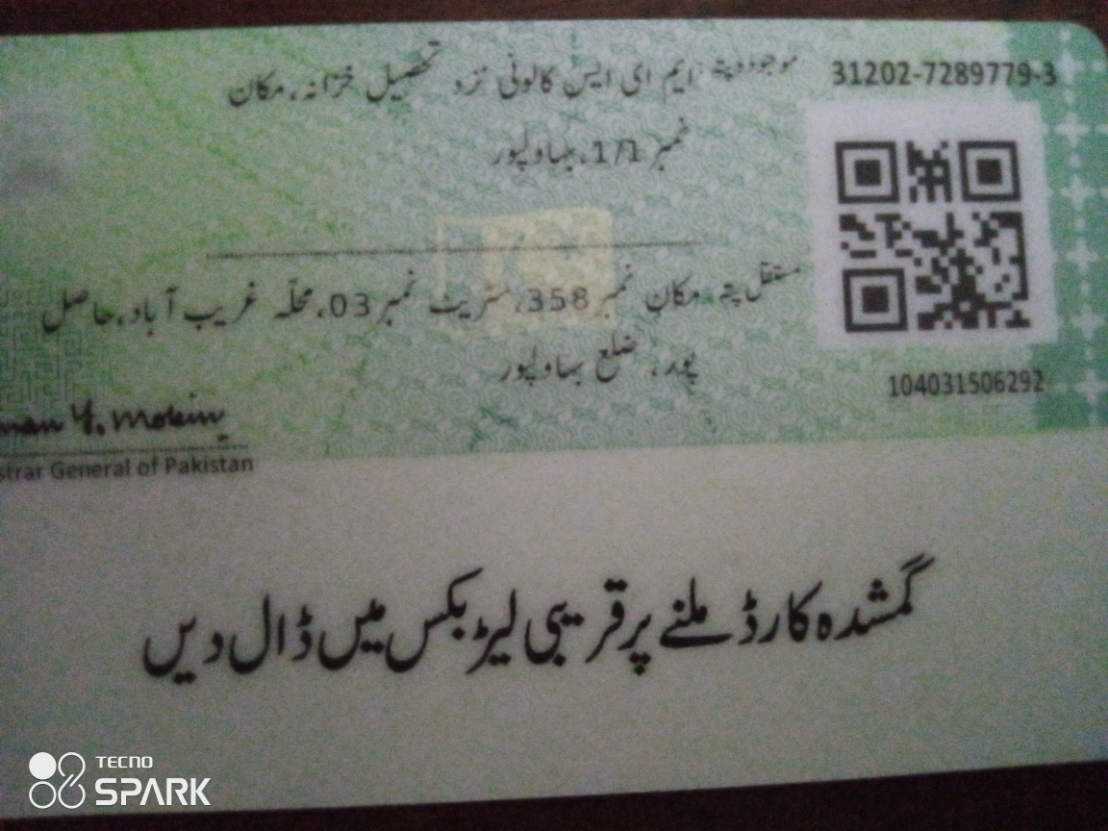 31202-7289779-3
موجودہ پتہ: ایم ای ایس کالونی نزد تحصیل خزانہ، مکان
نمبر 1/1، بہاولپور
مستقل پتہ: مکان نمبر 358، سٹریٹ نمبر 03، محلّہ غریب آباد، حاصل
پور، ضلع بہاولپور
104031506292
Y. Mohin
strar General of Pakistan
گمشدہ کارڈ ملنے پر قریبی لیٹر بکس میں ڈال دیں
TECNO
SPARK